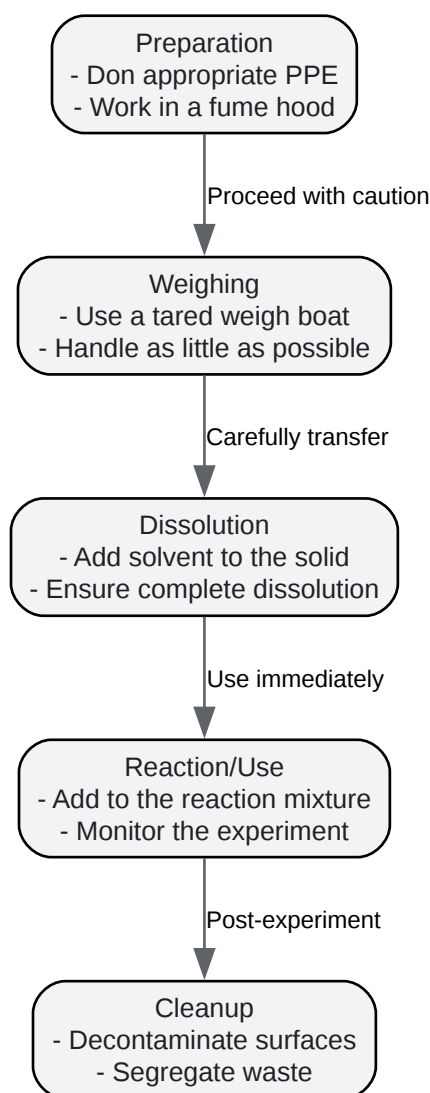 Preparation
- Don appropriate PPE
- Work in a fume hood
Proceed with caution
Weighing
- Use a tared weigh boat
- Handle as little as possible
Carefully transfer
Dissolution
- Add solvent to the solid
- Ensure complete dissolution
Use immediately
Reaction/Use
- Add to the reaction mixture
- Monitor the experiment
Post-experiment
Cleanup
- Decontaminate surfaces
- Segregate waste